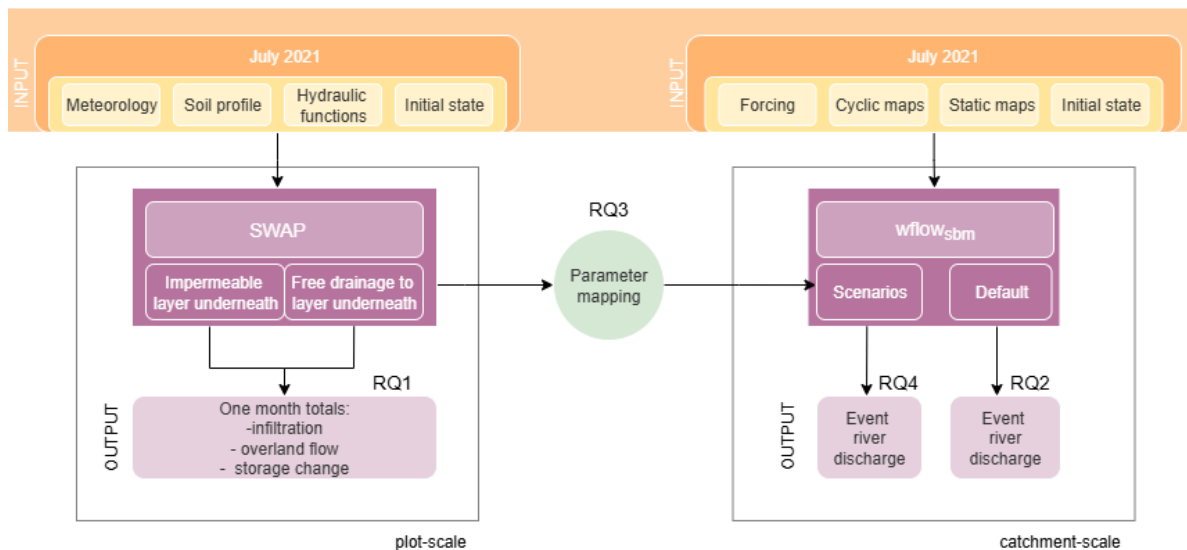 INPUT
July 2021
Meteorology
Soil profile
Hydraulic
functions
Initial state
INPUT
July 2021
Forcing
Cyclic maps
Static maps
Initial state
SWAP
Impermeable
layer underneath
Free drainage to
layer underneath
RQ3
Parameter
mapping
wflowsbm
Scenarios
Default
RQ1
OUTPUT
One month totals:
-infiltration
- overland flow
- storage change
plot-scale
RQ4
RQ2
OUTPUT
Event
river
discharge
Event
river
discharge
catchment-scale